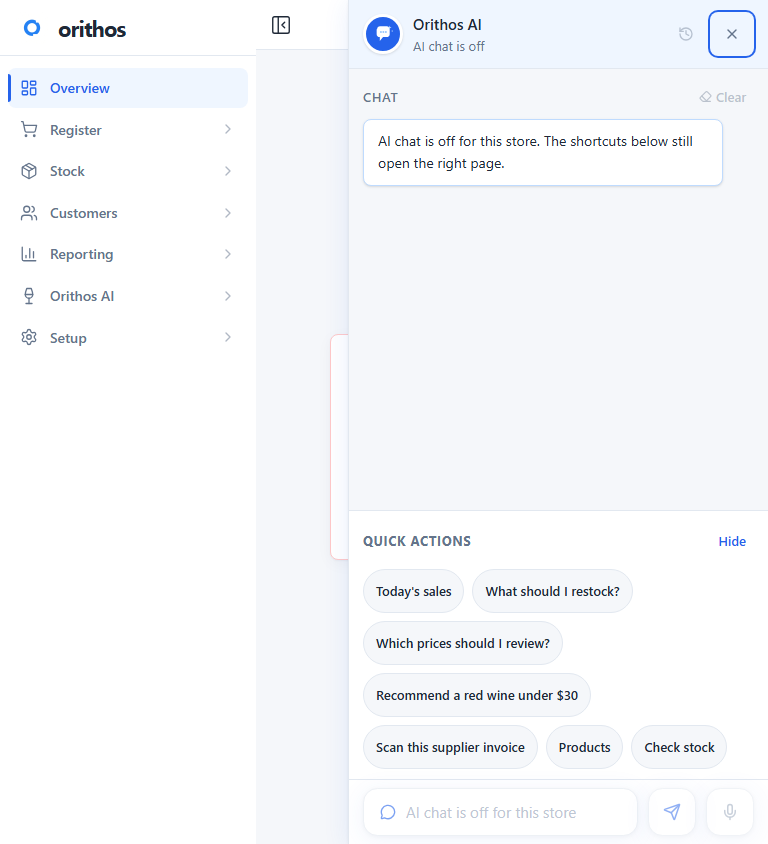 orithos
Overview
Register
Stock
Customers
Reporting
Orithos AI
Setup
Orithos AI
AI chat is off
CHAT
Clear
AI chat is off for this store. The shortcuts below still
open the right page.
QUICK ACTIONS
Hide
Today's sales
What should I restock?
Which prices should I review?
Recommend a red wine under $30
Scan this supplier invoice
Products
Check stock
AI chat is off for this store